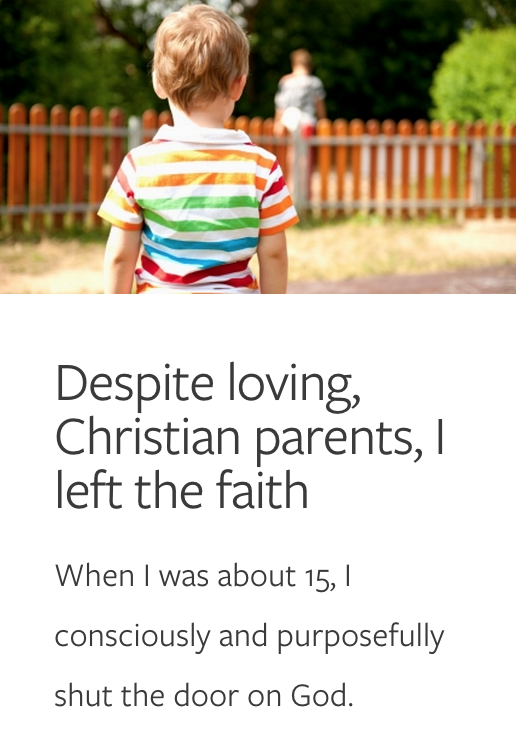 Despite loving,
Christian parents, I
left the faith
When I was about 15, I
consciously and purposefully
shut the door on God.